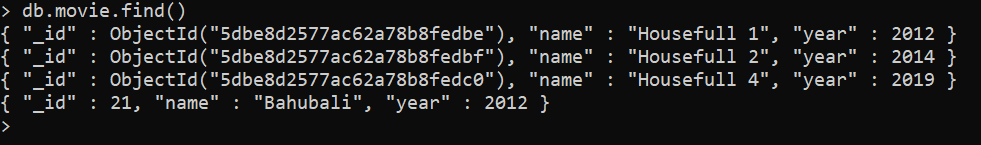 > db.movie.find()
{ "_id" : ObjectId("5dbe8d2577ac62a78b8fedbe"), "name" : "Housefull 1", "year" : 2012 }
{ "_id" : ObjectId("5dbe8d2577ac62a78b8fedbf"), "name" : "Housefull 2", "year" : 2014 }
{ "_id" : ObjectId("5dbe8d2577ac62a78b8fedc0"), "name" : "Housefull 4", "year" : 2019 }
{ "_id" : 21, "name" : "Bahubali", "year" : 2012 }
>